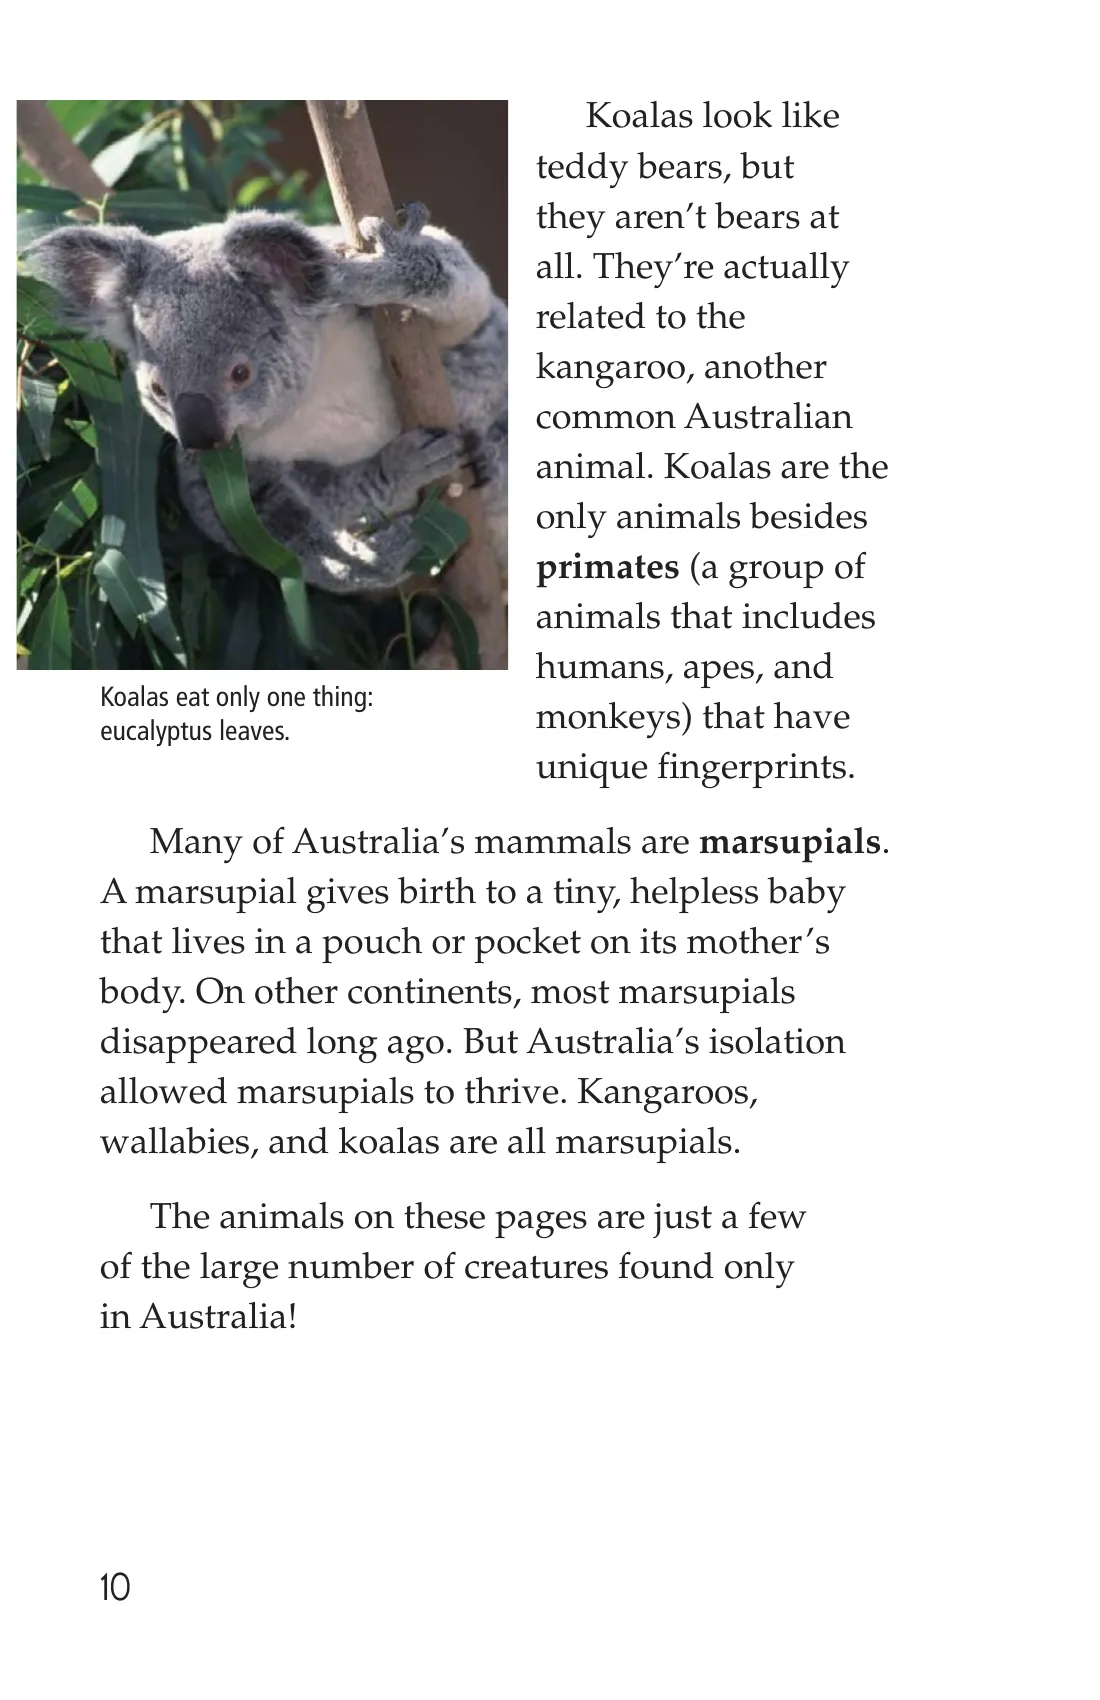 Koalas look like
teddy bears, but
they aren’t bears at
all. They’re actually
related to the
kangaroo, another
common Australian
animal. Koalas are the
only animals besides
primates (a group of
animals that includes
humans, apes, and
monkeys) that have
unique fingerprints.
Koalas eat only one thing:
eucalyptus leaves.
Many of Australia’s mammals are marsupials.
A marsupial gives birth to a tiny, helpless baby
that lives in a pouch or pocket on its mother’s
body. On other continents, most marsupials
disappeared long ago. But Australia’s isolation
allowed marsupials to thrive. Kangaroos,
wallabies, and koalas are all marsupials.
The animals on these pages are just a few
of the large number of creatures found only
in Australia!
10